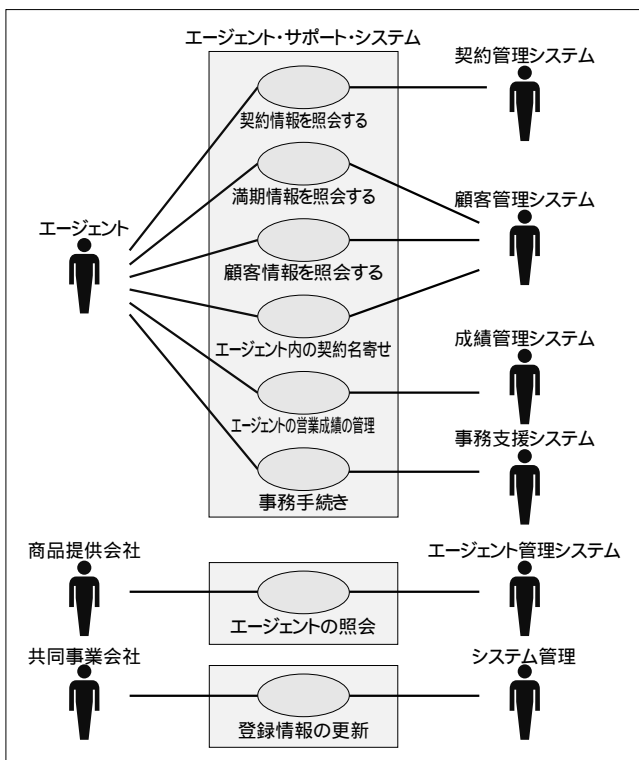 エージェント・サポート・システム
契約管理システム
契約情報を照会する
満期情報を照会する
顧客管理システム
エージェント
顧客情報を照会する
エージェント内の契約名寄せ
成績管理システム
エージェントの営業成績の管理
事務支援システム
事務手続き
商品提供会社
エージェント管理システム
エージェントの照会
共同事業会社
システム管理
登録情報の更新